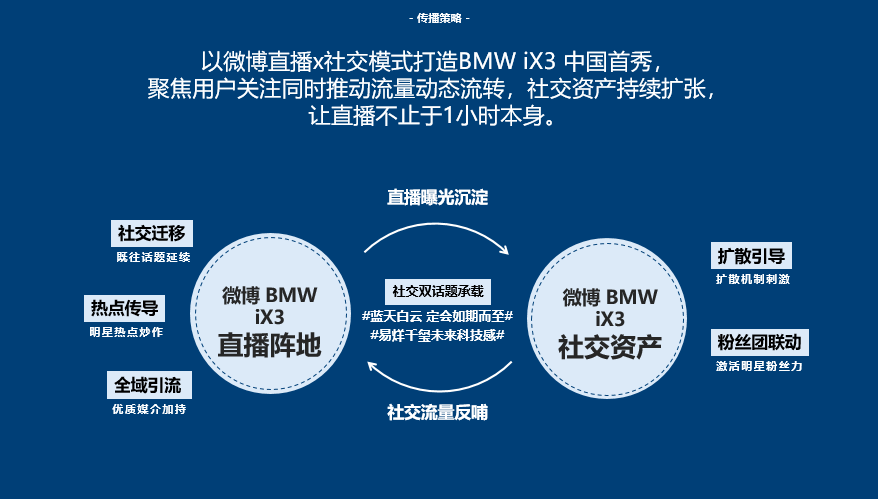 - 传播策略 -
以微博直播x社交模式打造BMW iX3 中国首秀，
聚焦用户关注同时推动流量动态流转，社交资产持续扩张，
让直播不止于1小时本身。
直播曝光沉淀
社交迁移
既往话题延续
热点传导
明星热点炒作
全域引流
优质媒介加持
微博 BMW
iX3
直播阵地
社交双话题承载
#蓝天白云 定会如期而至#
#易烊千玺未来科技感#
微博 BMW
iX3
社交资产
扩散引导
扩散机制刺激
粉丝团联动
激活明星粉丝力
社交流量反哺